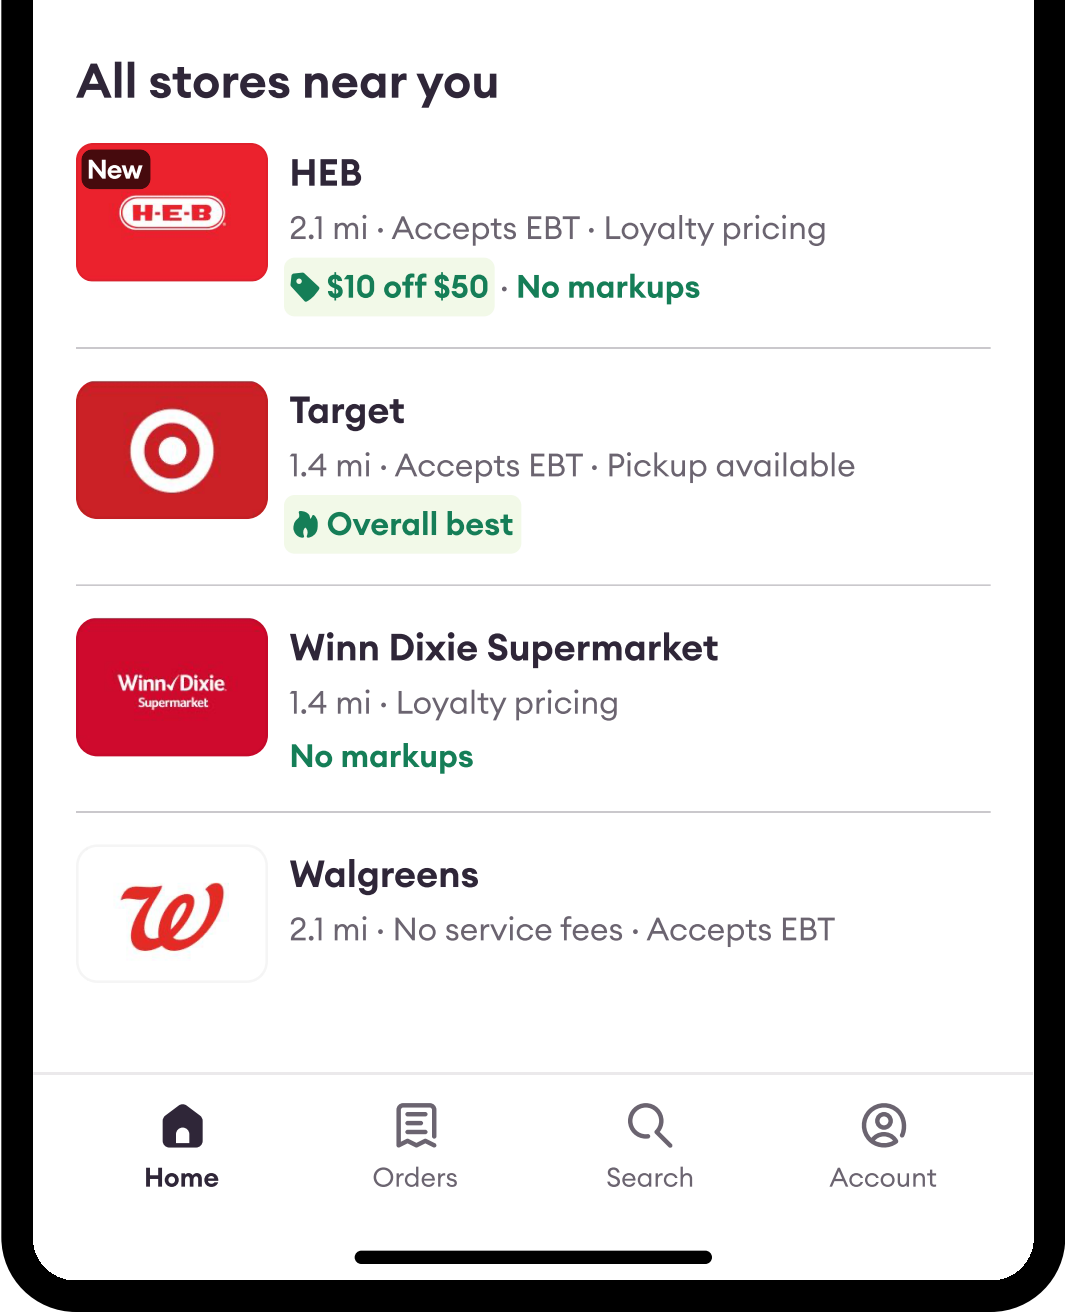 All stores near you
New
H-E-B
HEB
2.1 mi · Accepts EBT · Loyalty pricing
$10 off $50 · No markups
Target
1.4 mi · Accepts EBT · Pickup available
Overall best
Winn✓Dixie
Supermarket
Winn Dixie Supermarket
1.4 mi · Loyalty pricing
No markups
W
Walgreens
2.1 mi · No service fees · Accepts EBT
Home Orders Search Account